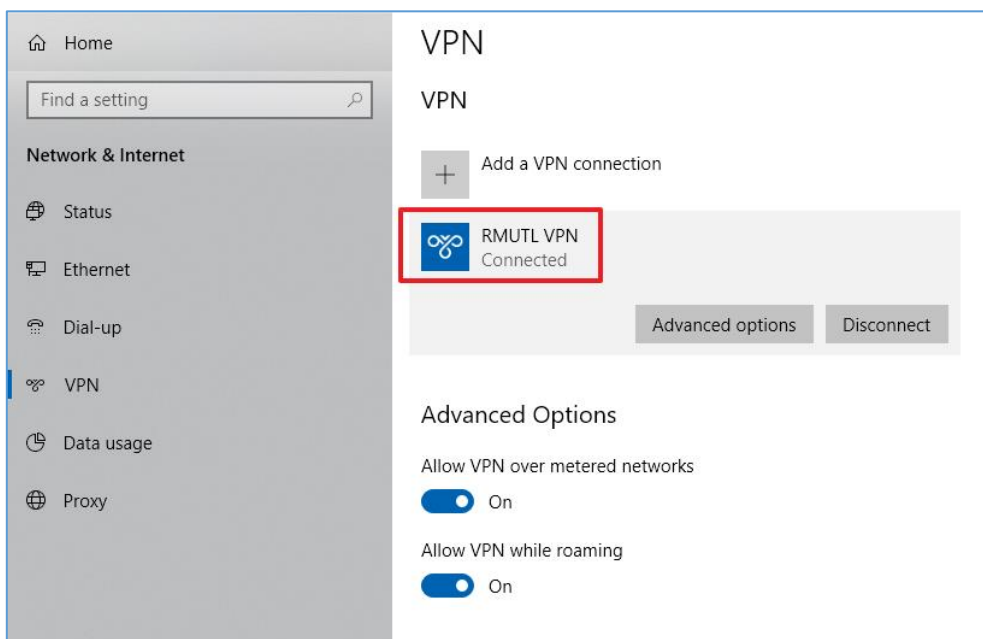 Home
Find a setting
Network & Internet
Status
Ethernet
Dial-up
VPN
Data usage
Proxy
VPN
VPN
Add a VPN connection
RMUTL VPN
Connected
Advanced options
Disconnect
Advanced Options
Allow VPN over metered networks
On
Allow VPN while roaming
On